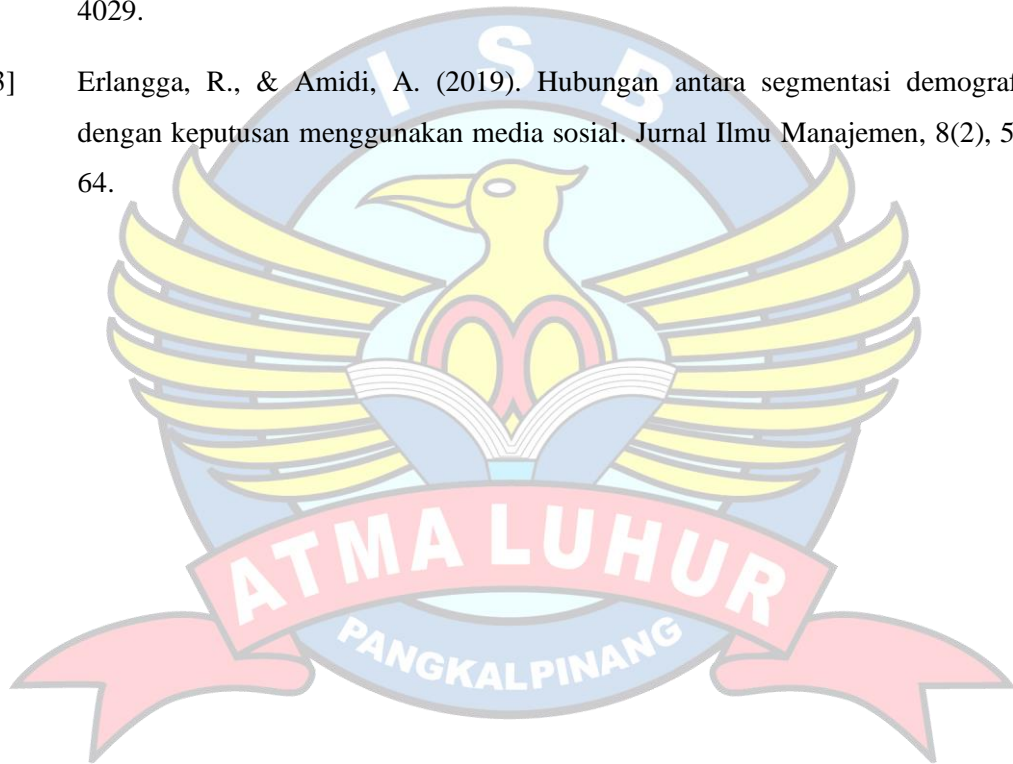 4029.
3] Erlangga, R., & Amidi, A. (2019). Hubungan antara segmentasi demograf
dengan keputusan menggunakan media sosial. Jurnal Ilmu Manajemen, 8(2), 5
64.
I S B
ATMA LUHUR
PANGKALPINANG